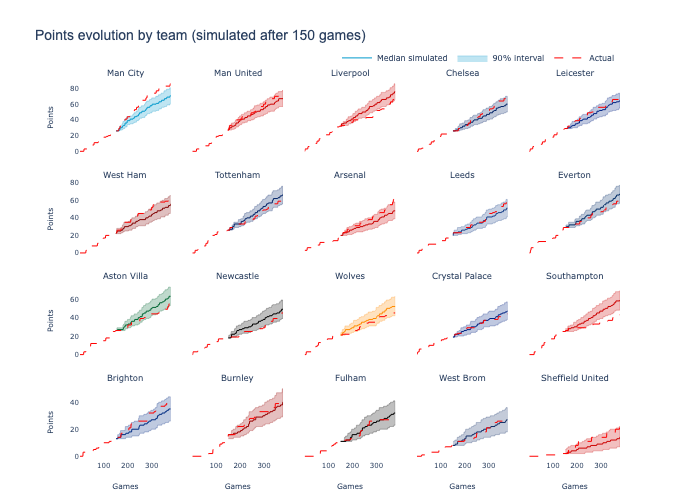 Points evolution by team (simulated after 150 games)
Median simulated 90% interval Actual
Man City Man United Liverpool Chelsea Leicester
Points
80
60
40
20
0
West Ham Tottenham Arsenal Leeds Everton
Points
80
60
40
20
0
Aston Villa Newcastle Wolves Crystal Palace Southampton
Points
60
40
20
0
Brighton Burnley Fulham West Brom Sheffield United
Points
40
20
0
100 200 300 100 200 300 100 200 300 100 200 300 100 200 300
Games Games Games Games Games